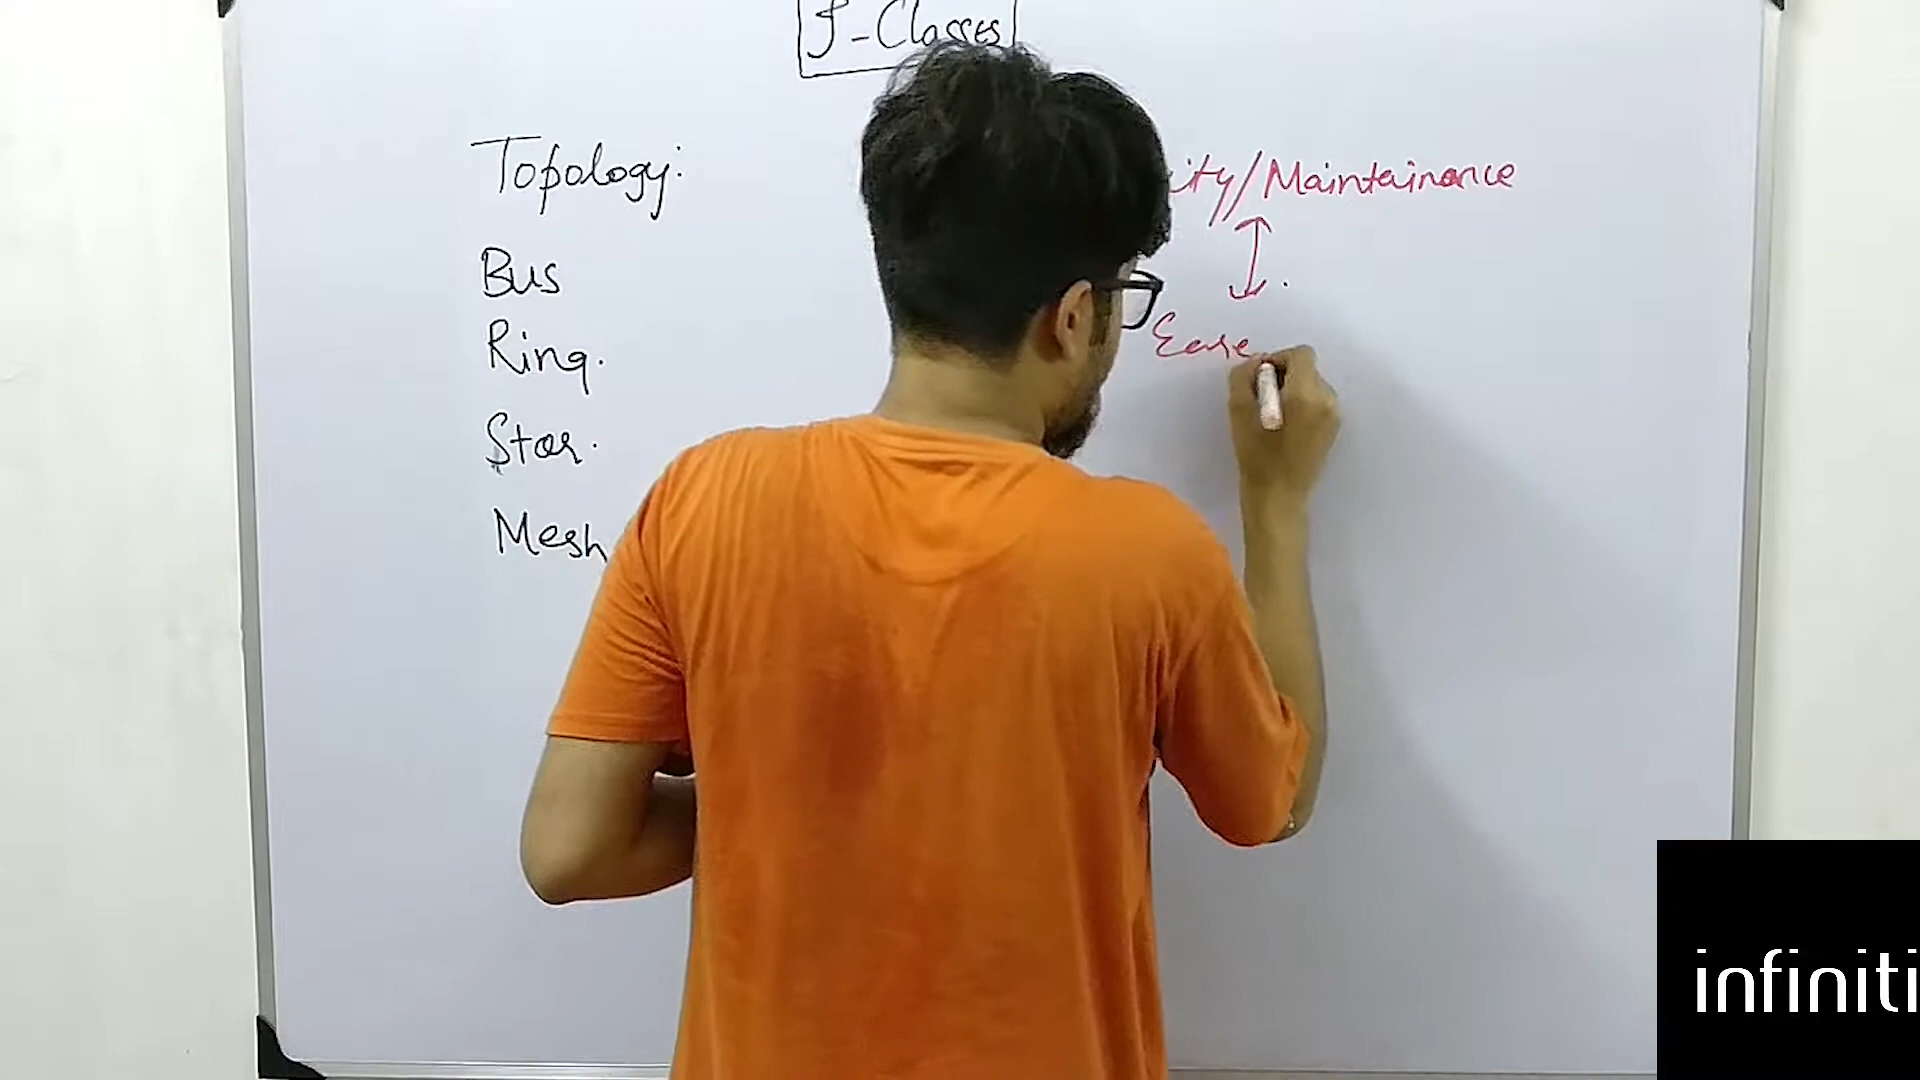 J-Classes
Topology:
ity/Maintainance
Bus
Ease
Ring.
Star.
Mesh
infiniti